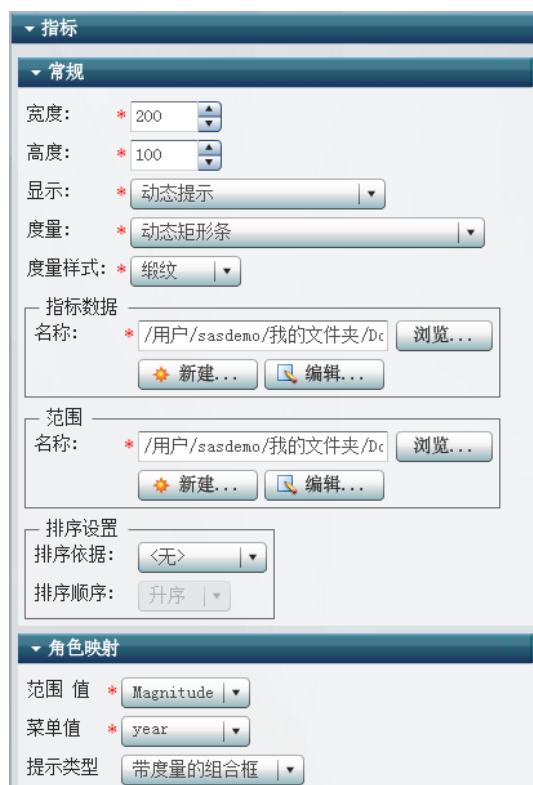 指标
常规
宽度: * 200
高度: * 100
显示: * 动态提示
度量: * 动态矩形条
度量样式: * 缎纹
指标数据
名称: * /用户/sasdemo/我的文件夹/Dc 浏览...
新建... 编辑...
范围
名称: * /用户/sasdemo/我的文件夹/Dc 浏览...
新建... 编辑...
排序设置
排序依据: <无>
排序顺序: 升序
角色映射
范围 值 * Magnitude
菜单值 * year
提示类型 带度量的组合框